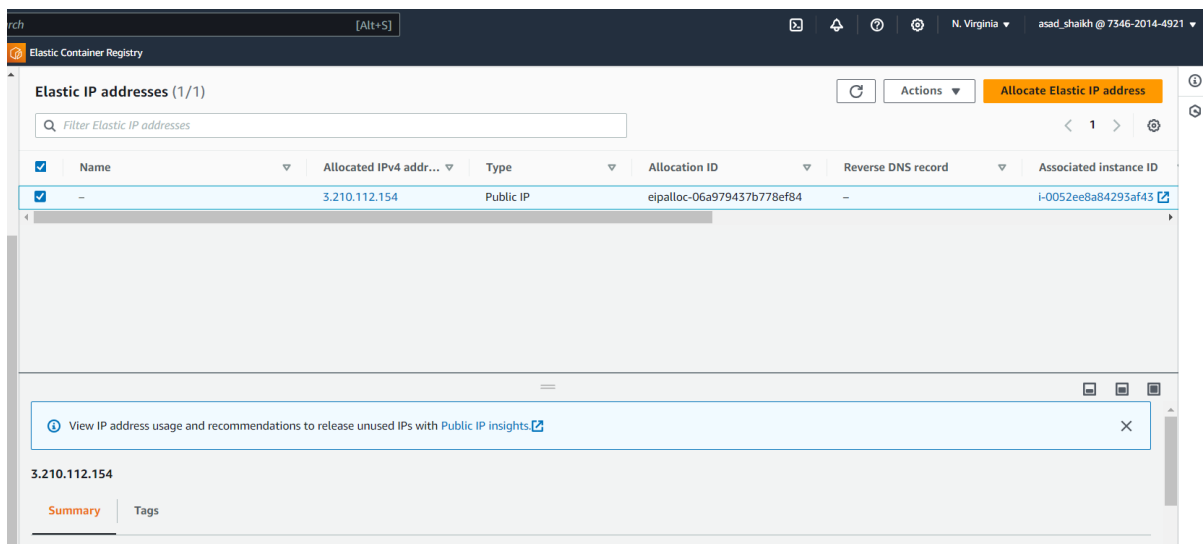 rch [Alt+S] N. Virginia ▼ asad_shaikh @ 7346-2014-4921 ▼
Elastic Container Registry
Elastic IP addresses (1/1) Actions ▼ Allocate Elastic IP address
Filter Elastic IP addresses 1
Name Allocated IPv4 addr... Type Allocation ID Reverse DNS record Associated instance ID
– 3.210.112.154 Public IP eipalloc-06a979437b778ef84 – i-0052ee8a84293af43
View IP address usage and recommendations to release unused IPs with Public IP insights.
3.210.112.154
Summary Tags